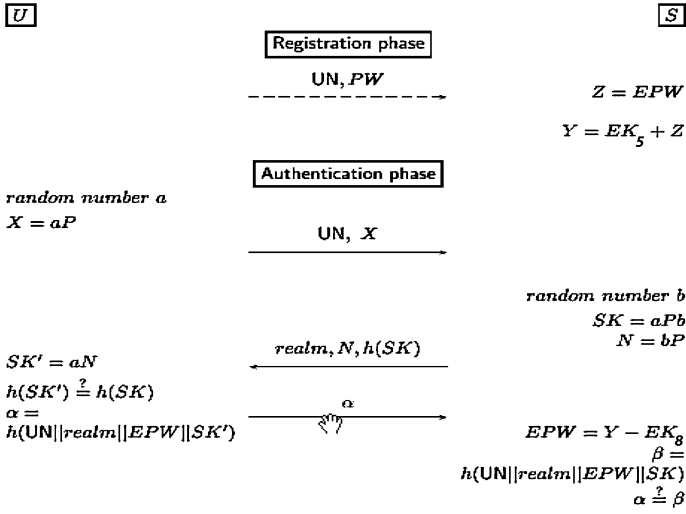 U S
Registration phase
UN, PW
Z = EPW
Y = EK5 + Z
Authentication phase
random number a
X = aP
UN, X
random number b
SK = aPb
N = bP
realm, N, h(SK)
SK′ = aN
h(SK′) ≟ h(SK)
α
α =
h(UN||realm||EPW||SK′)
EPW = Y − EK8
β =
h(UN||realm||EPW||SK)
α ≟ β